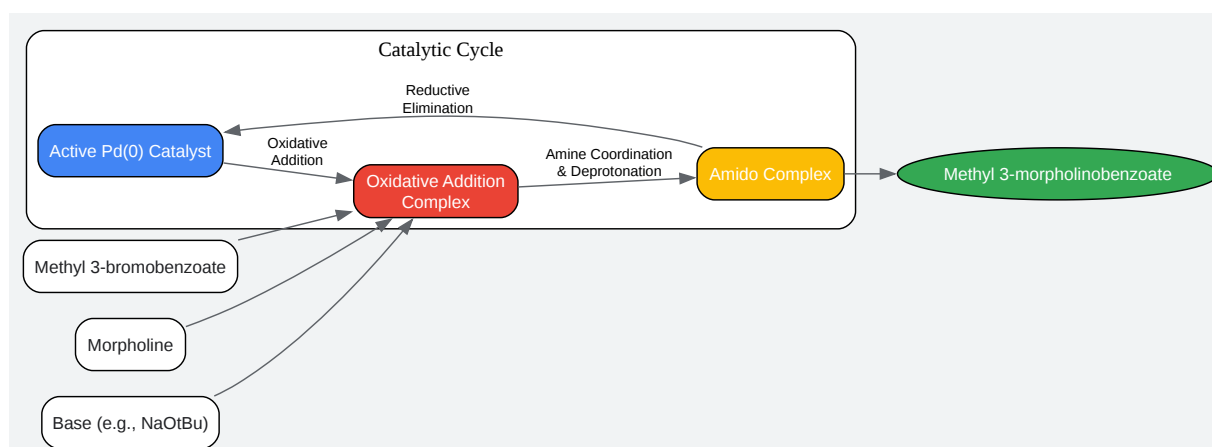 Catalytic Cycle
Reductive
Elimination
Active Pd(0) Catalyst
Oxidative
Addition
Oxidative Addition
Complex
Amine Coordination
& Deprotonation
Amido Complex
Methyl 3-morpholinobenzoate
Methyl 3-bromobenzoate
Morpholine
Base (e.g., NaOtBu)